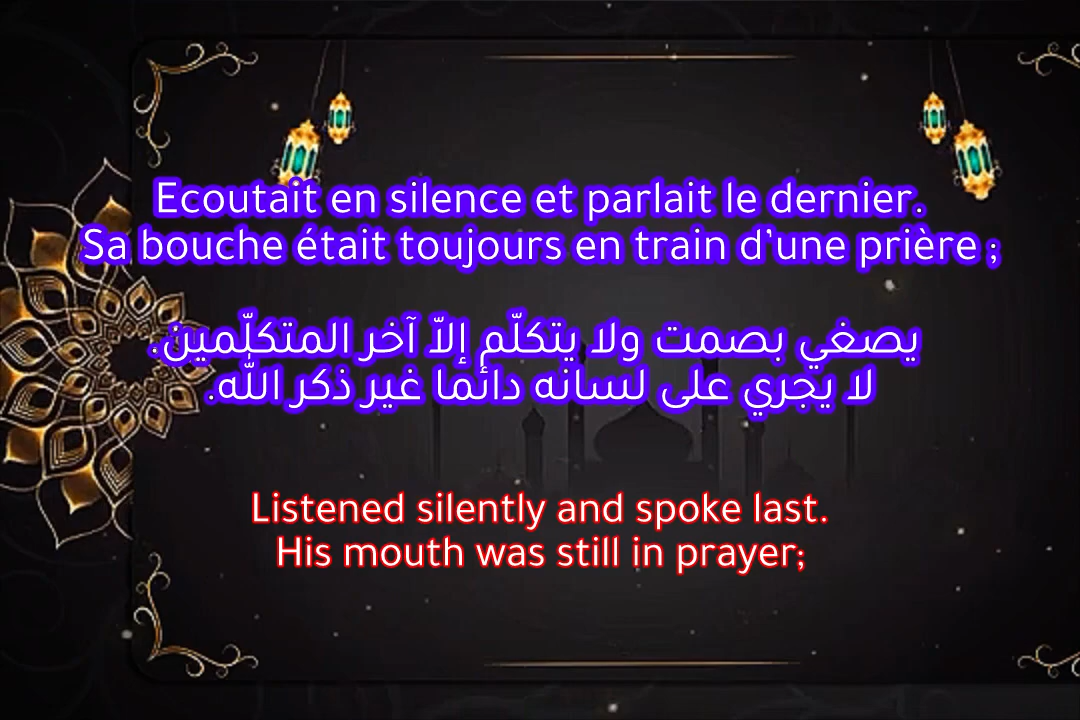 Ecoutait en silence et parlait le dernier.
Sa bouche était toujours en train d’une prière ;
يصغي بصمت ولا يتكلّم إلاّ آخر المتكلّمين.
لا يجري على لسانه دائما غير ذكر الله.
Listened silently and spoke last.
His mouth was still in prayer;